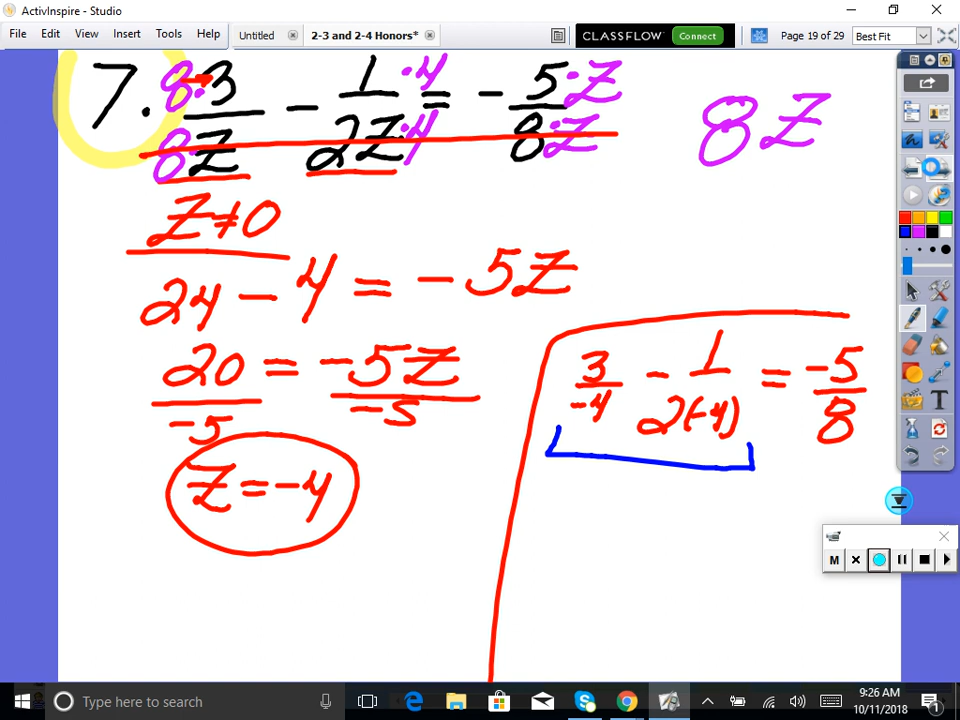 ActivInspire - Studio
File Edit View Insert Tools Help Untitled 2-3 and 2-4 Honors* CLASSFLOW Connect Page 19 of 29 Best Fit
7. 8·3/8·z - 1·4/2z·4 = - 5·z/8·z 8z
z ≠ 0
24 - 4 = -5z
20/-5 = -5z/-5
z = -4
3/-4 - 1/2(-4) = -5/8
M
Type here to search
9:26 AM
10/11/2018
1